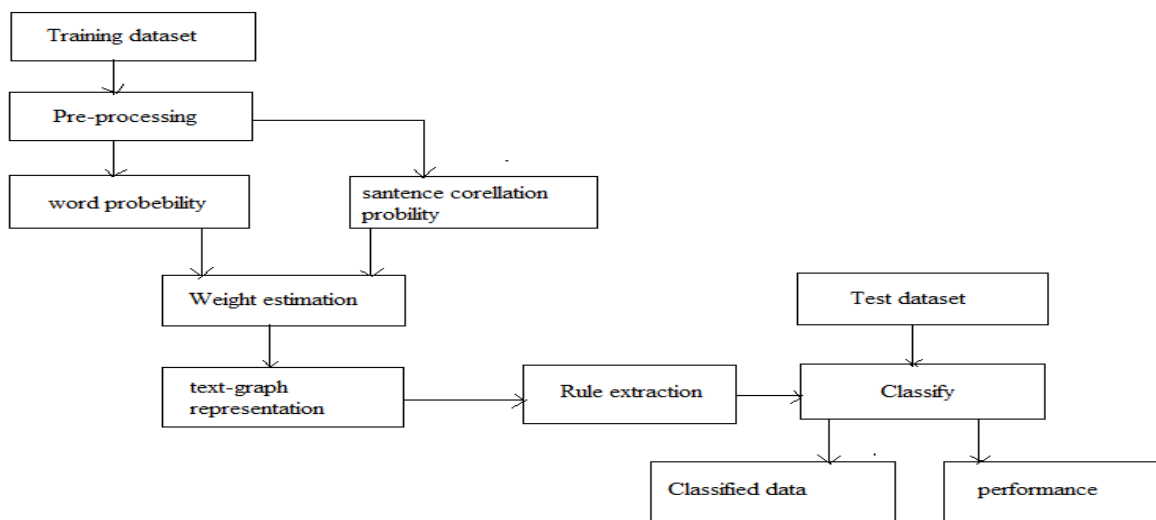 Training dataset
Pre-processing
word probebility
santence corellation
probility
Weight estimation
Test dataset
text-graph
representation
Rule extraction
Classify
Classified data
performance